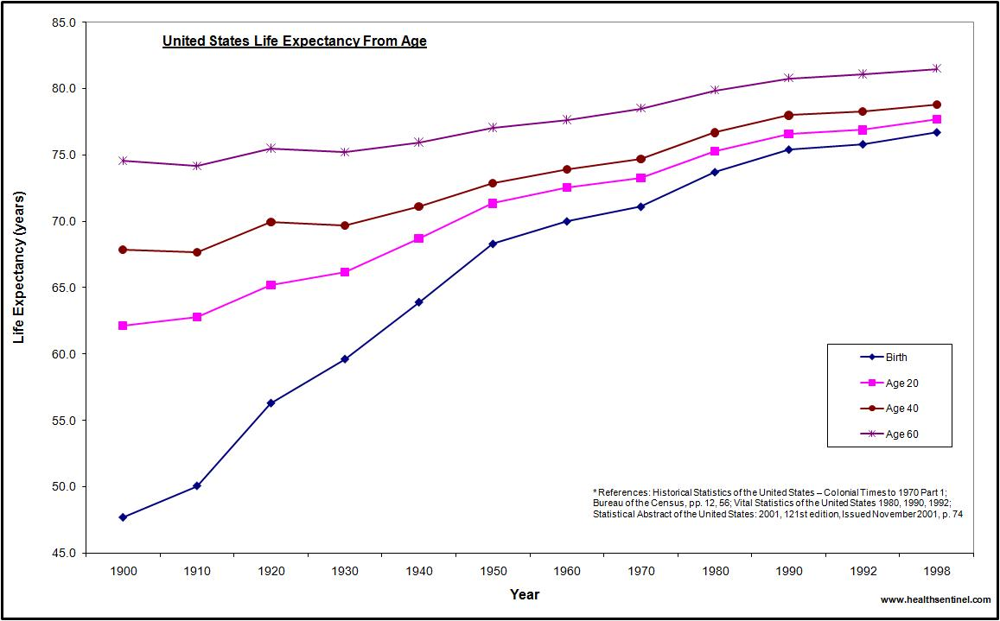 United States Life Expectancy From Age
85.0
80.0
75.0
70.0
65.0
60.0
55.0
50.0
45.0
Life Expectancy (years)
1900 1910 1920 1930 1940 1950 1960 1970 1980 1990 1992 1998
Year
Birth
Age 20
Age 40
Age 60
* References: Historical Statistics of the United States – Colonial Times to 1970 Part 1;
Bureau of the Census, pp. 12, 56; Vital Statistics of the United States 1980, 1990, 1992;
Statistical Abstract of the United States: 2001, 121st edition, Issued November 2001, p. 74
www.healthsentinel.com